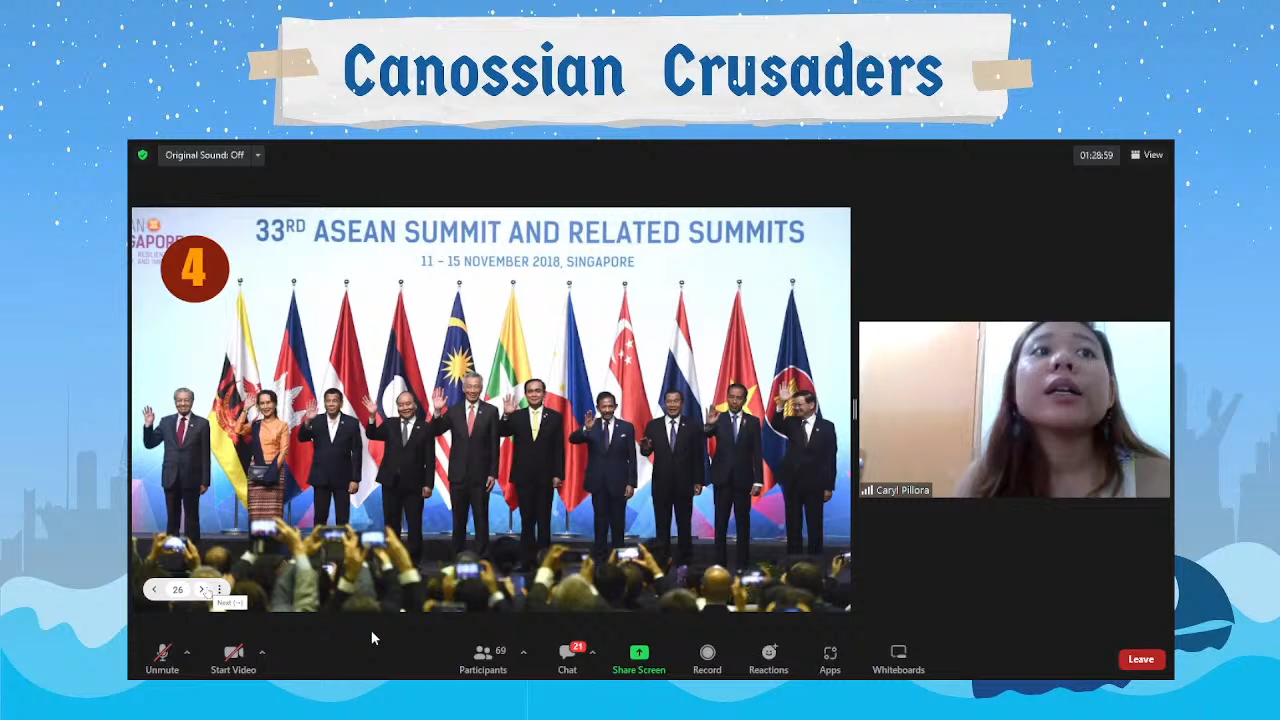 Canossian Crusaders
Original Sound: Off
01:28:59
View
33RD ASEAN SUMMIT AND RELATED SUMMITS
11 - 15 NOVEMBER 2018, SINGAPORE
4
26
Next (→)
Caryl Pillora
Unmute
Start Video
69
Participants
21
Chat
Share Screen
Record
Reactions
Apps
Whiteboards
Leave